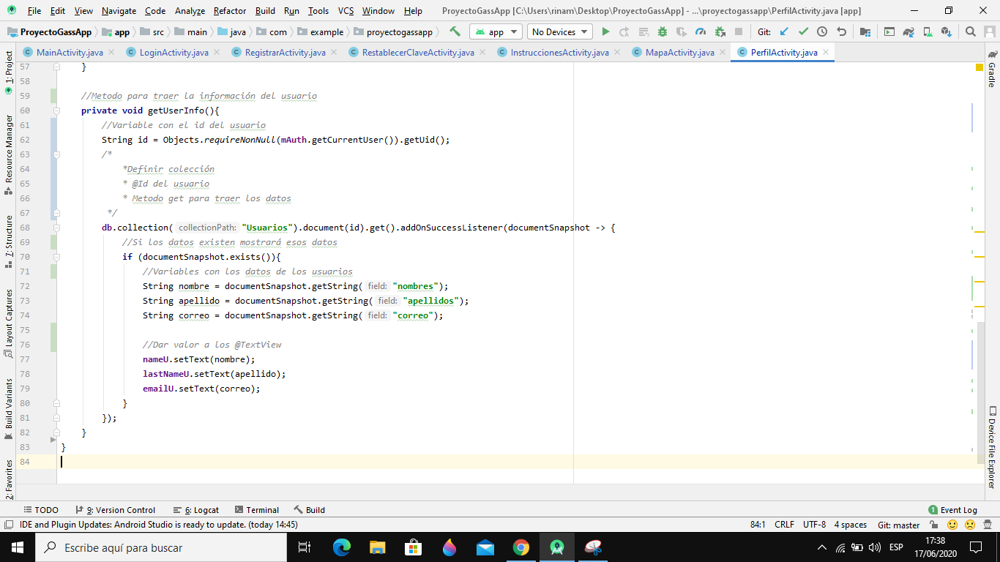 File Edit View Navigate Code Analyze Refactor Build Run Tools VCS Window Help ProyectoGassApp [C:\Users\rinam\Desktop\ProyectoGassApp] - ...\proyectogassapp\PerfilActivity.java [app]
ProyectoGassApp app src main java com example proyectogassapp app No Devices Git:
MainActivity.java LoginActivity.java RegistrarActivity.java RestablecerClaveActivity.java InstruccionesActivity.java MapaActivity.java PerfilActivity.java
1: Project
Resource Manager
7: Structure
Layout Captures
Build Variants
2: Favorites
57 }
58
59 //Metodo para traer la información del usuario
60 private void getUserInfo(){
61 //Variable con el id del usuario
62 String id = Objects.requireNonNull(mAuth.getCurrentUser()).getUid();
63 /*
64 *Definir colección
65 * @Id del usuario
66 * Metodo get para traer los datos
67 */
68 db.collection( collectionPath: "Usuarios").document(id).get().addOnSuccessListener(documentSnapshot -> {
69 //Si los datos existen mostrará esos datos
70 if (documentSnapshot.exists()){
71 //Variables con los datos de los usuarios
72 String nombre = documentSnapshot.getString( field: "nombres");
73 String apellido = documentSnapshot.getString( field: "apellidos");
74 String correo = documentSnapshot.getString( field: "correo");
75
76 //Dar valor a los @TextView
77 nameU.setText(nombre);
78 lastNameU.setText(apellido);
79 emailU.setText(correo);
80 }
81 });
82 }
83 }
84
Gradle
Device File Explorer
TODO 9: Version Control 6: Logcat Terminal Build 1 Event Log
IDE and Plugin Updates: Android Studio is ready to update. (today 14:45) 84:1 CRLF UTF-8 4 spaces Git: master
Escribe aquí para buscar ESP 17:38
17/06/2020